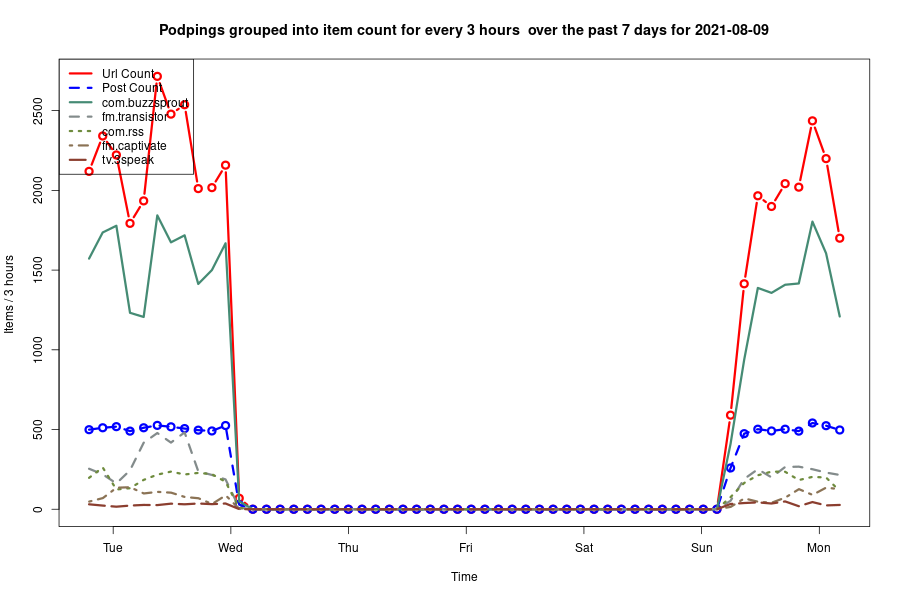 Podpings grouped into item count for every 3 hours  over the past 7 days for 2021-08-09
Url Count
Post Count
com.buzzsprout
fm.transistor
com.rss
fm.captivate
tv.3speak
2500
2000
1500
1000
500
0
Items / 3 hours
Tue Wed Thu Fri Sat Sun Mon
Time